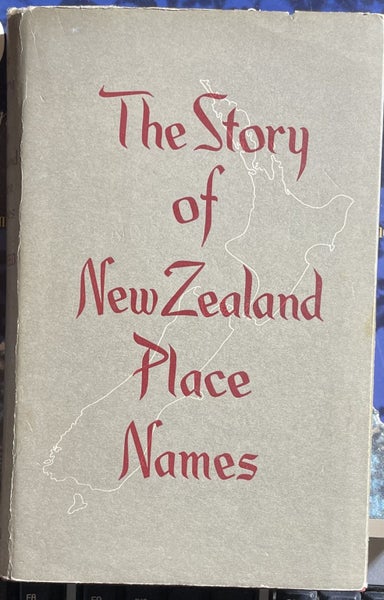 The Story
of
New Zealand
Place
Names